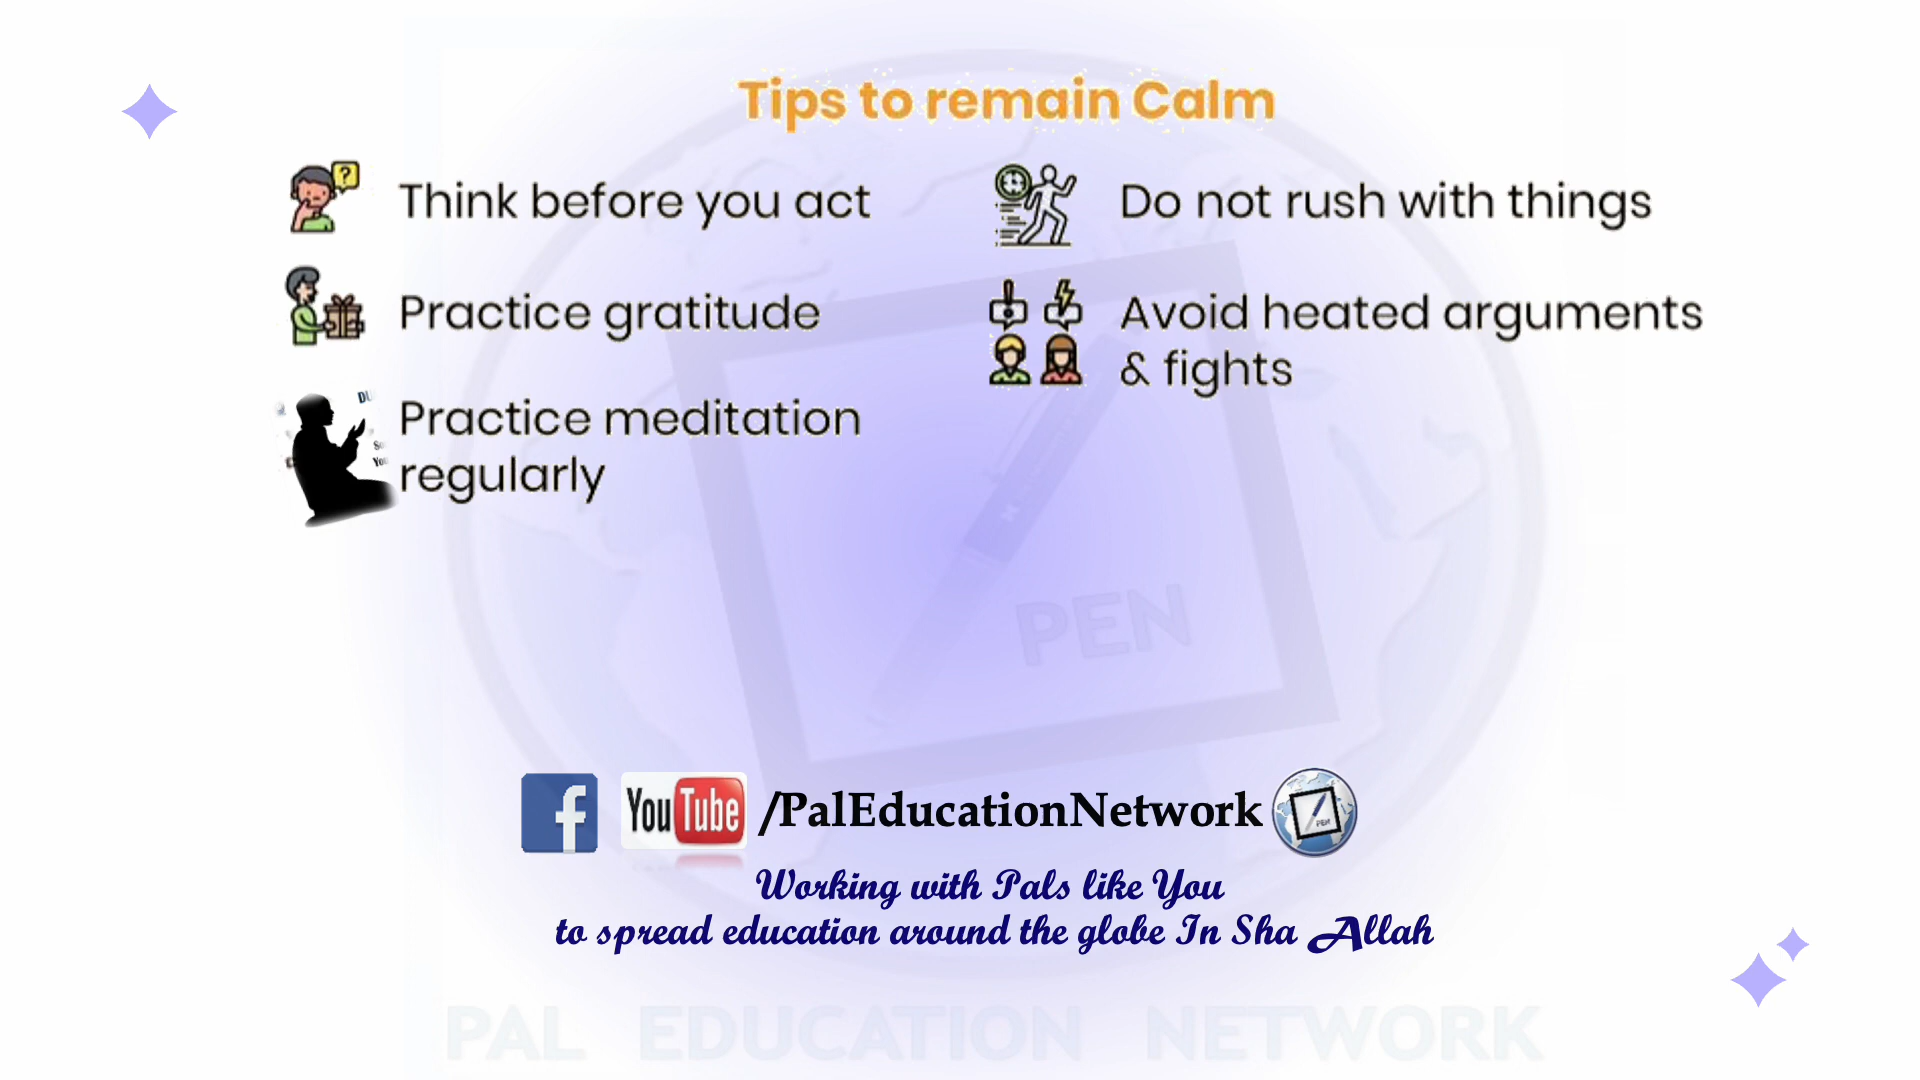 Tips to remain Calm
?
Think before you act
Do not rush with things
Practice gratitude
Avoid heated arguments
& fights
Practice meditation
regularly
PEN
f
You Tube
/PalEducationNetwork
PEN
Working with Pals like You
to spread education around the globe In Sha Allah
PAL EDUCATION NETWORK